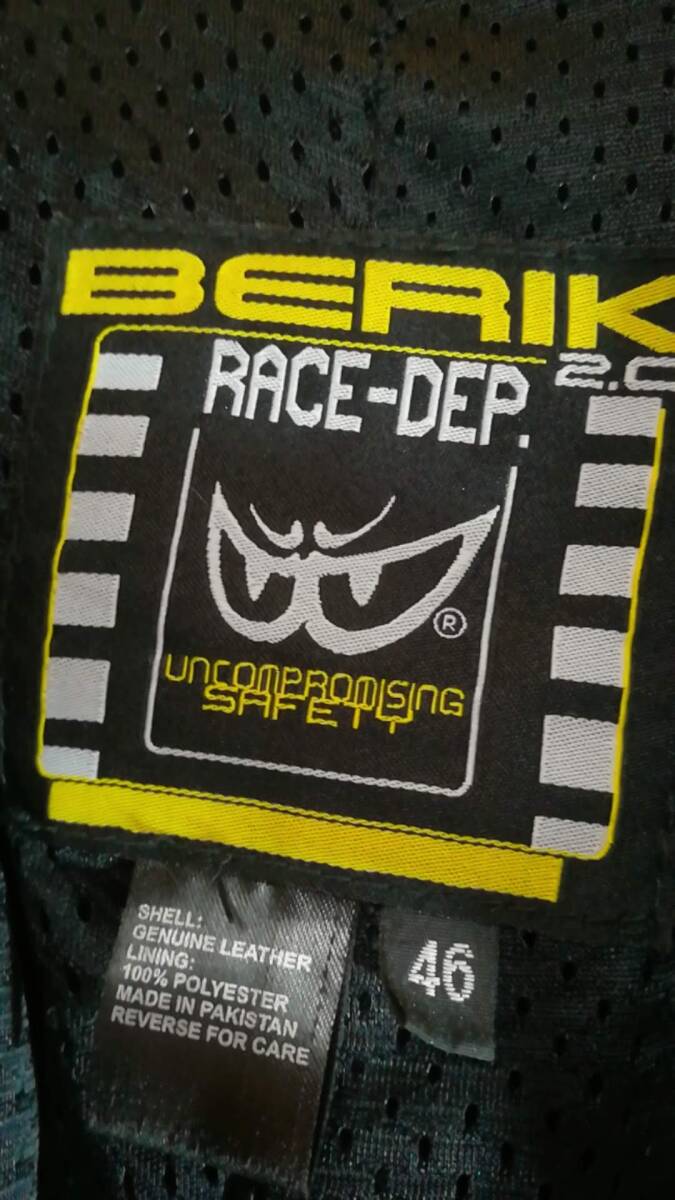 BERIK
2.0
RACE-DEP.
®
UNCOMPROMISING
SAFETY
SHELL:
GENUINE LEATHER
LINING:
100% POLYESTER
MADE IN PAKISTAN
REVERSE FOR CARE
46